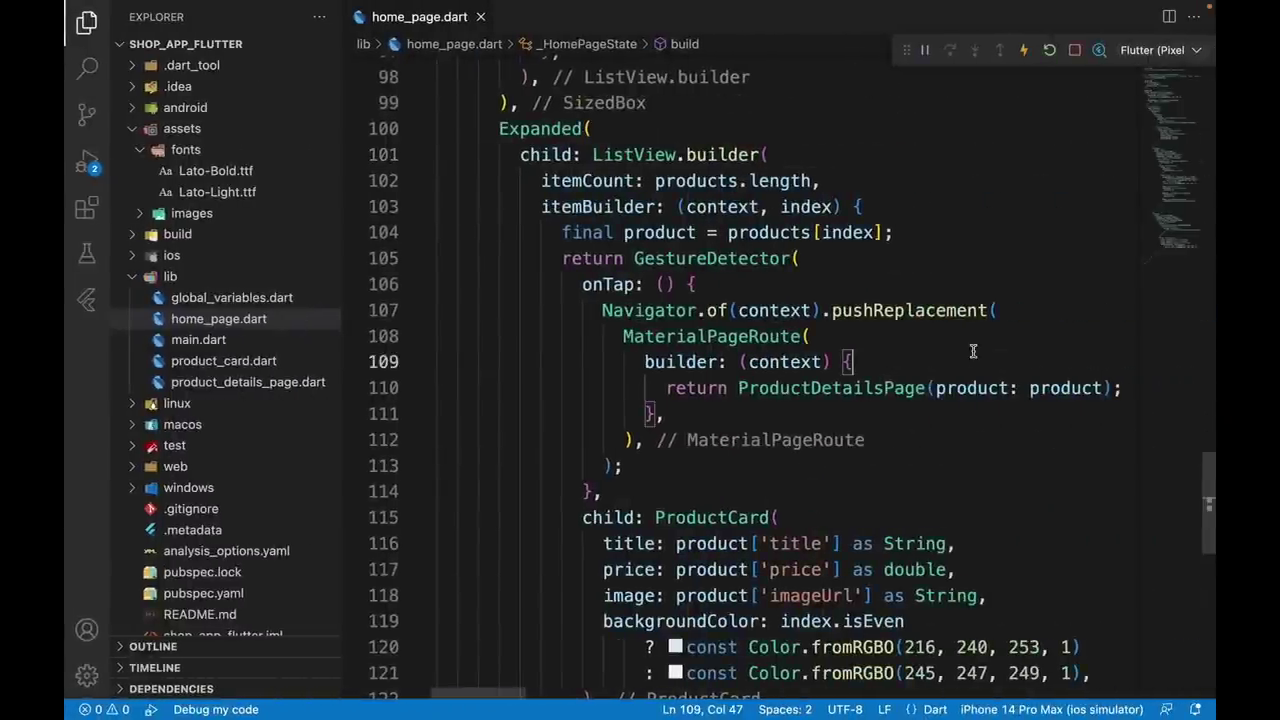 EXPLORER
SHOP_APP_FLUTTER
.dart_tool
.idea
android
assets
fonts
Aa Lato-Bold.ttf
Aa Lato-Light.ttf
images
build
ios
lib
global_variables.dart
home_page.dart
main.dart
product_card.dart
product_details_page.dart
linux
macos
test
web
windows
.gitignore
.metadata
analysis_options.yaml
pubspec.lock
pubspec.yaml
README.md
shop_app_flutter.iml
OUTLINE
TIMELINE
DEPENDENCIES
2
home_page.dart
lib > home_page.dart > _HomePageState > build
Flutter (Pixel
98 ), // ListView.builder
99 ), // SizedBox
100 Expanded(
101 child: ListView.builder(
102 itemCount: products.length,
103 itemBuilder: (context, index) {
104 final product = products[index];
105 return GestureDetector(
106 onTap: () {
107 Navigator.of(context).pushReplacement(
108 MaterialPageRoute(
109 builder: (context) {
110 return ProductDetailsPage(product: product);
111 },
112 ), // MaterialPageRoute
113 );
114 },
115 child: ProductCard(
116 title: product['title'] as String,
117 price: product['price'] as double,
118 image: product['imageUrl'] as String,
119 backgroundColor: index.isEven
120 ? const Color.fromRGBO(216, 240, 253, 1)
121 : const Color.fromRGBO(245, 247, 249, 1),
122 ), // ProductCard
0 0 Debug my code Ln 109, Col 47 Spaces: 2 UTF-8 LF {} Dart iPhone 14 Pro Max (ios simulator)